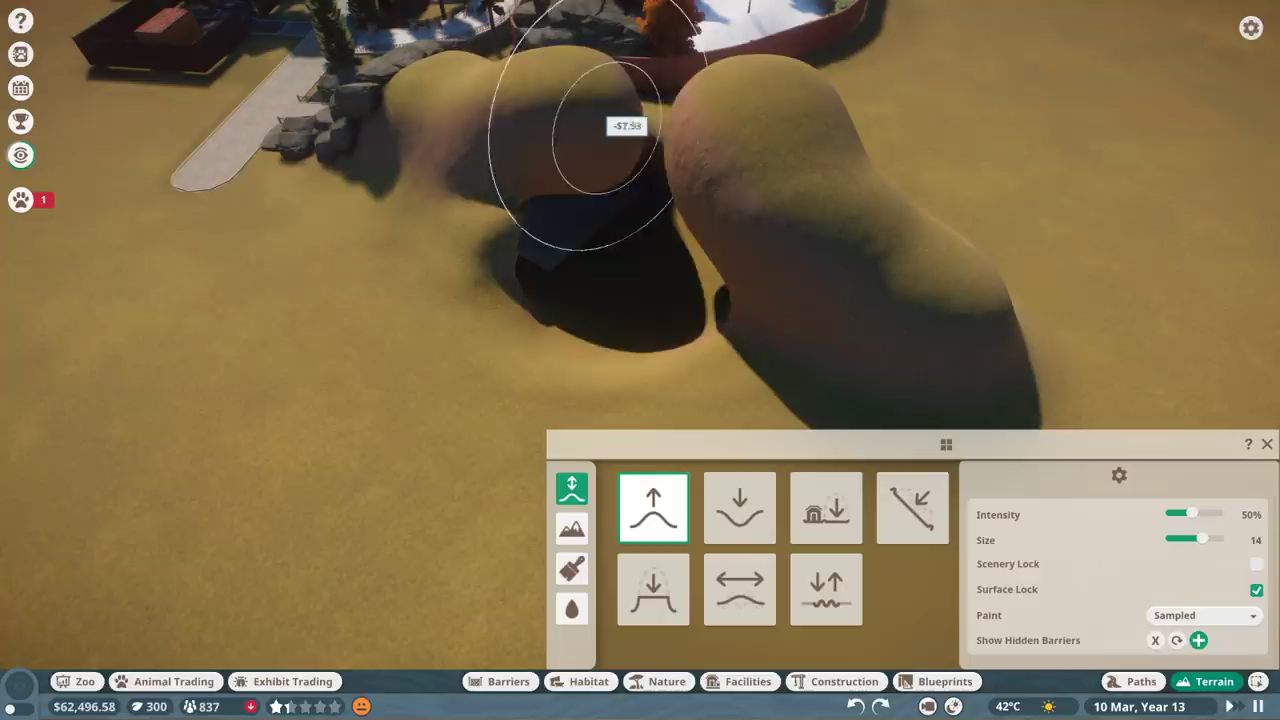 ?
1
-$7.93
?
Intensity
50%
Size
14
Scenery Lock
Surface Lock
Paint
Sampled
Show Hidden Barriers
X
Zoo
Animal Trading
Exhibit Trading
Barriers
Habitat
Nature
Facilities
Construction
Blueprints
Paths
Terrain
$62,496.58
300
837
42°C
10 Mar, Year 13